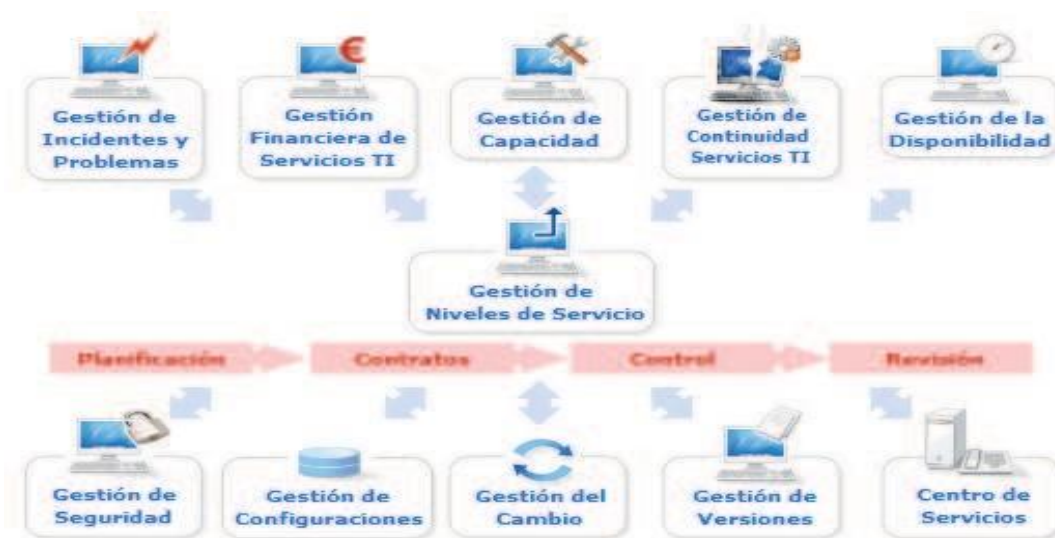 Gestión de
Incidentes y
Problemas
Gestión
Financiera de
Servicios TI
Gestión de
Capacidad
Gestión de
Continuidad
Servicios TI
Gestión de la
Disponibilidad
Gestión de
Niveles de Servicio
Planificación
Contratos
Control
Revisión
Gestión de
Seguridad
Gestión de
Configuraciones
Gestión del
Cambio
Gestión de
Versiones
Centro de
Servicios